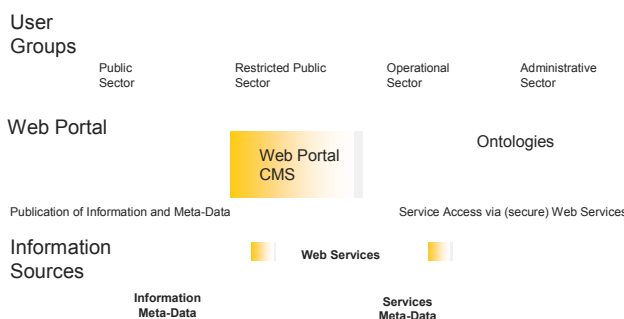 User
Groups
Public
Sector
Restricted Public
Sector
Operational
Sector
Administrative
Sector
Web Portal
Web Portal
CMS
Ontologies
Publication of Information and Meta-Data
Service Access via (secure) Web Services
Information
Sources
Web Services
Information
Meta-Data
Services
Meta-Data